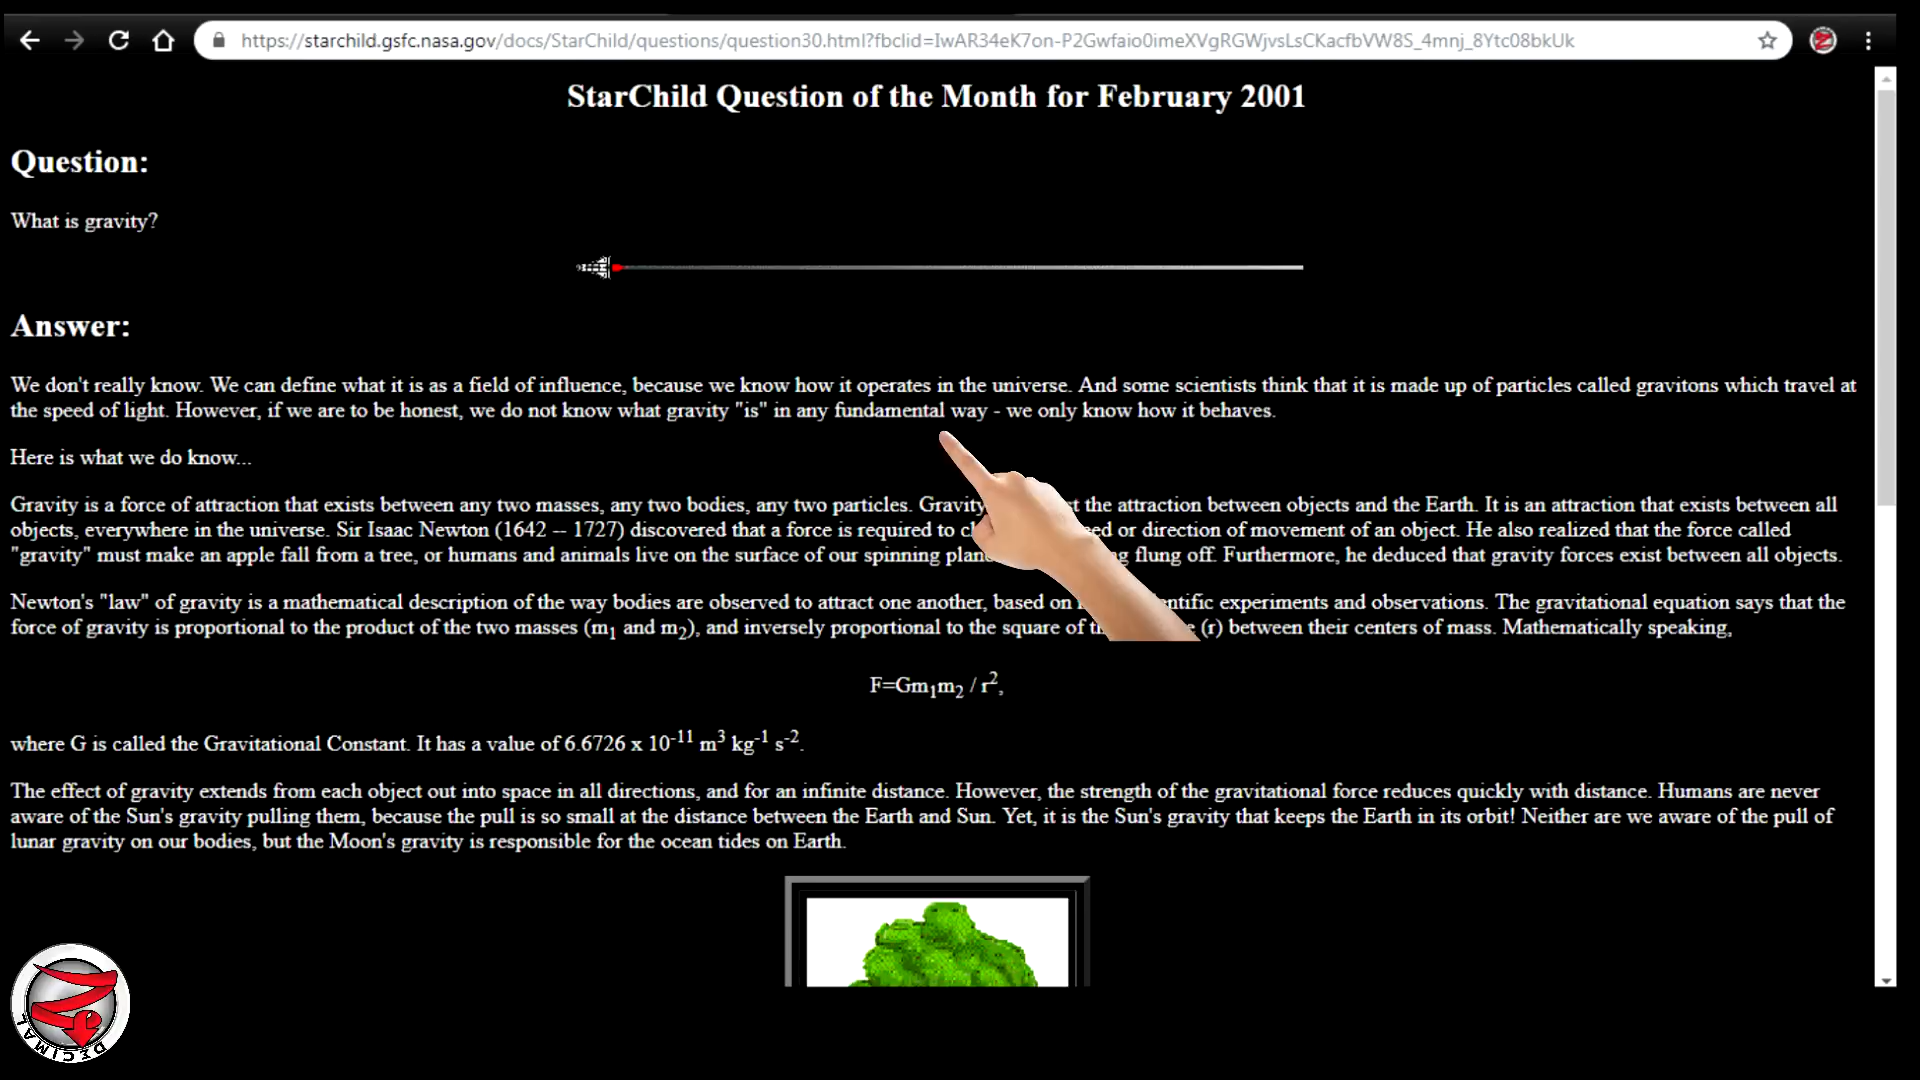 https://starchild.gsfc.nasa.gov/docs/StarChild/questions/question30.html?fbclid=IwAR34eK7on-P2Gwfaio0imeXVgRGWjvsLsCKacfbVW8S_4mnj_8Ytc08bkUk
StarChild Question of the Month for February 2001
Question:
What is gravity?
Answer:
We don't really know. We can define what it is as a field of influence, because we know how it operates in the universe. And some scientists think that it is made up of particles called gravitons which travel at
the speed of light. However, if we are to be honest, we do not know what gravity "is" in any fundamental way - we only know how it behaves.
Here is what we do know...
Gravity is a force of attraction that exists between any two masses, any two bodies, any two particles. Gravity the attraction between objects and the Earth. It is an attraction that exists between all
objects, everywhere in the universe. Sir Isaac Newton (1642 -- 1727) discovered that a force is required to or direction of movement of an object. He also realized that the force called
"gravity" must make an apple fall from a tree, or humans and animals live on the surface of our spinning flung off. Furthermore, he deduced that gravity forces exist between all objects.
Newton's "law" of gravity is a mathematical description of the way bodies are observed to attract one another, based on experiments and observations. The gravitational equation says that the
force of gravity is proportional to the product of the two masses (m1 and m2), and inversely proportional to the square of (r) between their centers of mass. Mathematically speaking,
F=Gm1m2 / r2,
where G is called the Gravitational Constant. It has a value of 6.6726 x 10-11 m3 kg-1 s-2.
The effect of gravity extends from each object out into space in all directions, and for an infinite distance. However, the strength of the gravitational force reduces quickly with distance. Humans are never
aware of the Sun's gravity pulling them, because the pull is so small at the distance between the Earth and Sun. Yet, it is the Sun's gravity that keeps the Earth in its orbit! Neither are we aware of the pull of
lunar gravity on our bodies, but the Moon's gravity is responsible for the ocean tides on Earth.